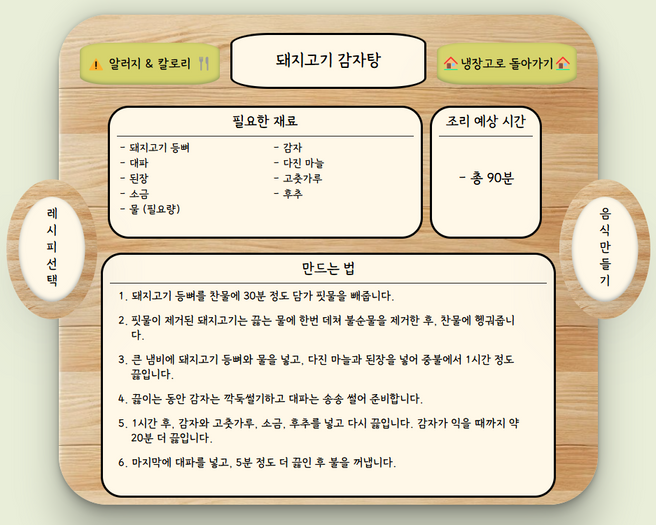 ⚠️ 알러지 & 칼로리 🍴
돼지고기 감자탕
🏠냉장고로 돌아가기🏠
필요한 재료
- 돼지고기 등뼈
- 대파
- 된장
- 소금
- 물 (필요량)
- 감자
- 다진 마늘
- 고춧가루
- 후추
조리 예상 시간
- 총 90분
레
시
피
선
택
음
식
만
들
기
만드는 법
1. 돼지고기 등뼈를 찬물에 30분 정도 담가 핏물을 빼줍니다.
2. 핏물이 제거된 돼지고기는 끓는 물에 한번 데쳐 불순물을 제거한 후, 찬물에 헹궈줍니
다.
3. 큰 냄비에 돼지고기 등뼈와 물을 넣고, 다진 마늘과 된장을 넣어 중불에서 1시간 정도
끓입니다.
4. 끓이는 동안 감자는 깍둑썰기하고 대파는 송송 썰어 준비합니다.
5. 1시간 후, 감자와 고춧가루, 소금, 후추를 넣고 다시 끓입니다. 감자가 익을 때까지 약
20분 더 끓입니다.
6. 마지막에 대파를 넣고, 5분 정도 더 끓인 후 불을 꺼냅니다.